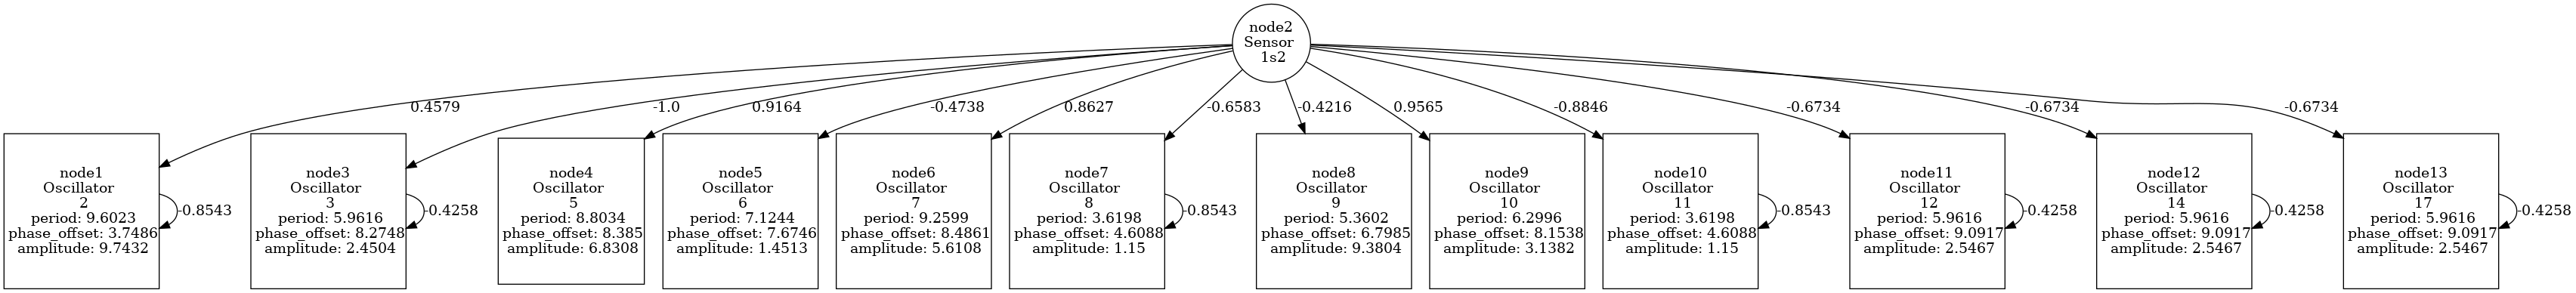 node2
Sensor
1s2
0.4579
-1.0
0.9164
-0.4738
0.8627
-0.6583
-0.4216
0.9565
-0.8846
-0.6734
-0.6734
-0.6734
node1
Oscillator
2
period: 9.6023
phase_offset: 3.7486
amplitude: 9.7432
-0.8543
node3
Oscillator
3
period: 5.9616
phase_offset: 8.2748
amplitude: 2.4504
-0.4258
node4
Oscillator
5
period: 8.8034
phase_offset: 8.385
amplitude: 6.8308
node5
Oscillator
6
period: 7.1244
phase_offset: 7.6746
amplitude: 1.4513
node6
Oscillator
7
period: 9.2599
phase_offset: 8.4861
amplitude: 5.6108
node7
Oscillator
8
period: 3.6198
phase_offset: 4.6088
amplitude: 1.15
-0.8543
node8
Oscillator
9
period: 5.3602
phase_offset: 6.7985
amplitude: 9.3804
node9
Oscillator
10
period: 6.2996
phase_offset: 8.1538
amplitude: 3.1382
node10
Oscillator
11
period: 3.6198
phase_offset: 4.6088
amplitude: 1.15
-0.8543
node11
Oscillator
12
period: 5.9616
phase_offset: 9.0917
amplitude: 2.5467
-0.4258
node12
Oscillator
14
period: 5.9616
phase_offset: 9.0917
amplitude: 2.5467
-0.4258
node13
Oscillator
17
period: 5.9616
phase_offset: 9.0917
amplitude: 2.5467
-0.4258